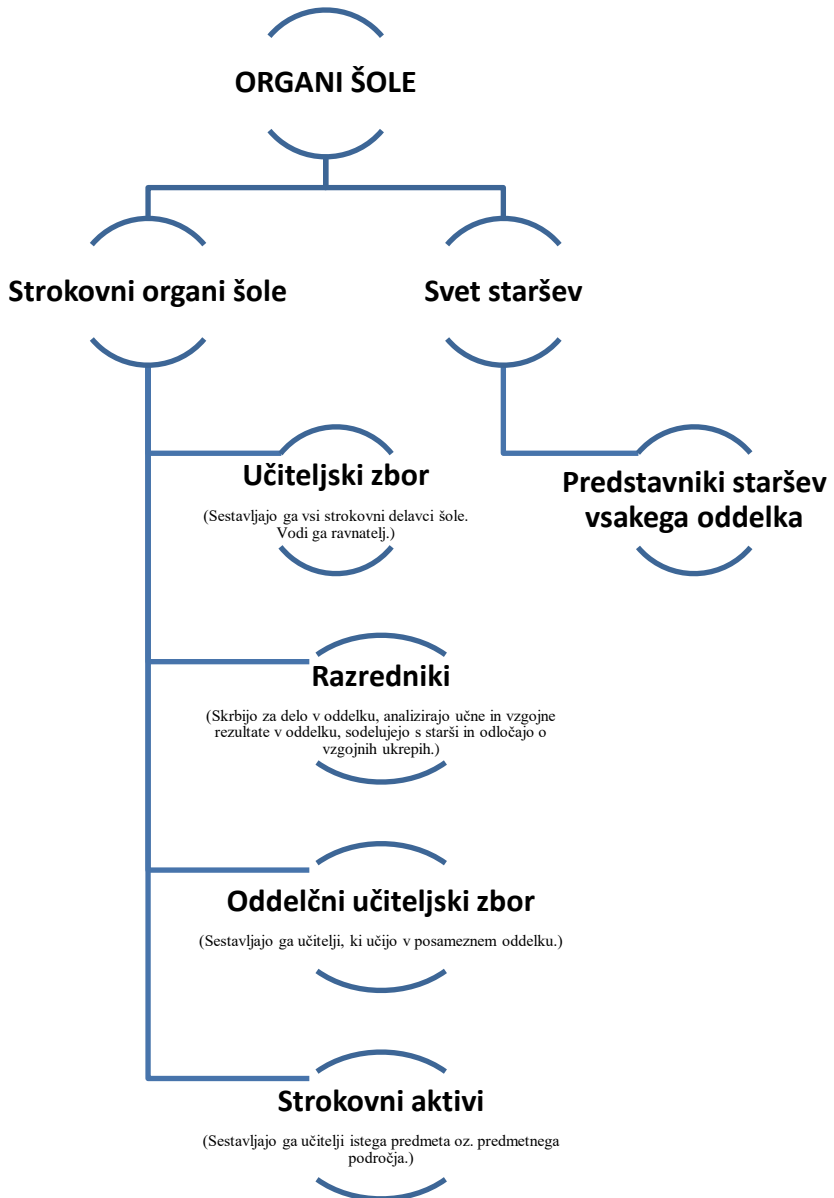 ORGANI ŠOLE
Strokovni organi šole
Svet staršev
Učiteljski zbor
(Sestavljajo ga vsi strokovni delavci šole.
Vodi ga ravnatelj.)
Predstavniki staršev
vsakega oddelka
Razredniki
(Skrbijo za delo v oddelku, analizirajo učne in vzgojne
rezultate v oddelku, sodelujejo s starši in odločajo o
vzgojnih ukrepih.)
Oddelčni učiteljski zbor
(Sestavljajo ga učitelji, ki učijo v posameznem oddelku.)
Strokovni aktivi
(Sestavljajo ga učitelji istega predmeta oz. predmetnega
področja.)